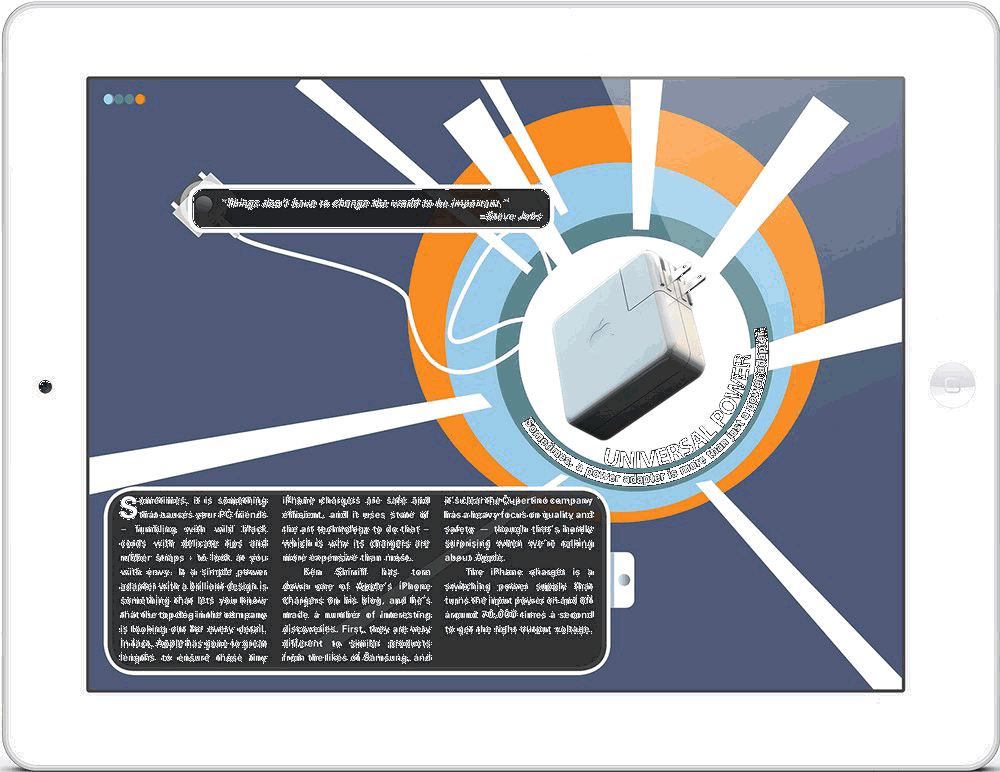 "Things don't have to change the world to be important."
–Steve Jobs
UNIVERSAL POWER
Sometimes, a power adapter is more than just a power adapter
Sometimes, it is something
that causes your PC friends
– fumbling with wild black
cords with delicate tips and
rubber straps – to look at you
with envy. It a simple power
adapter with a brilliant design is
something that lets you know
that the top dog in the company
is looking out for every detail.
In fact, Apple has gone to great
lengths to ensure these tiny
iPhone chargers are safe and
efficient, and it uses state of
the art technology to do that –
which is why its chargers are
more expensive than most.
Ken Shirriff has torn
down one of Apple's iPhone
Chargers on his blog, and he's
made a number of interesting
discoveries. First, they are very
different to similar products
from the likes of Samsung, and
it's clear the Cupertino company
has a heavy focus on quality and
safety — though that's hardly
surprising when we're talking
about Apple.
The iPhone charger is a
switching power supply that
turns the input power on and off
around 70,000 times a second
to get the right output voltage.